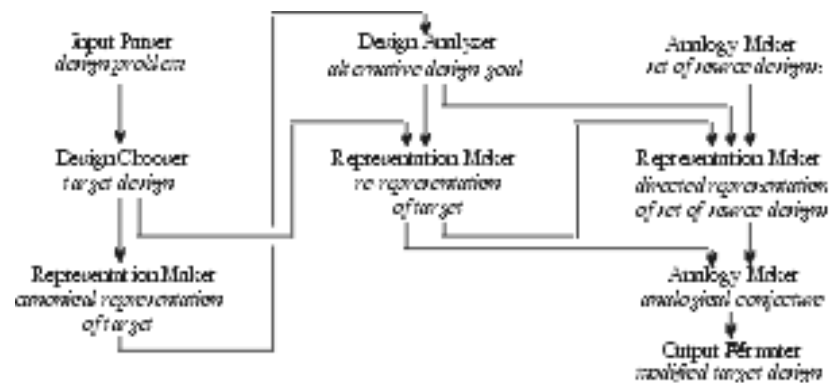 Input Parser
design problem
Design Chooser
target design
Representation Maker
canonical representation
of target
Design Analyzer
alternative design goal
Representation Maker
re-representation
of target
Analogy Maker
set of source designs
Representation Maker
directed representation
of set of source designs
Analogy Maker
analogical conjecture
Output Formatter
modified target design